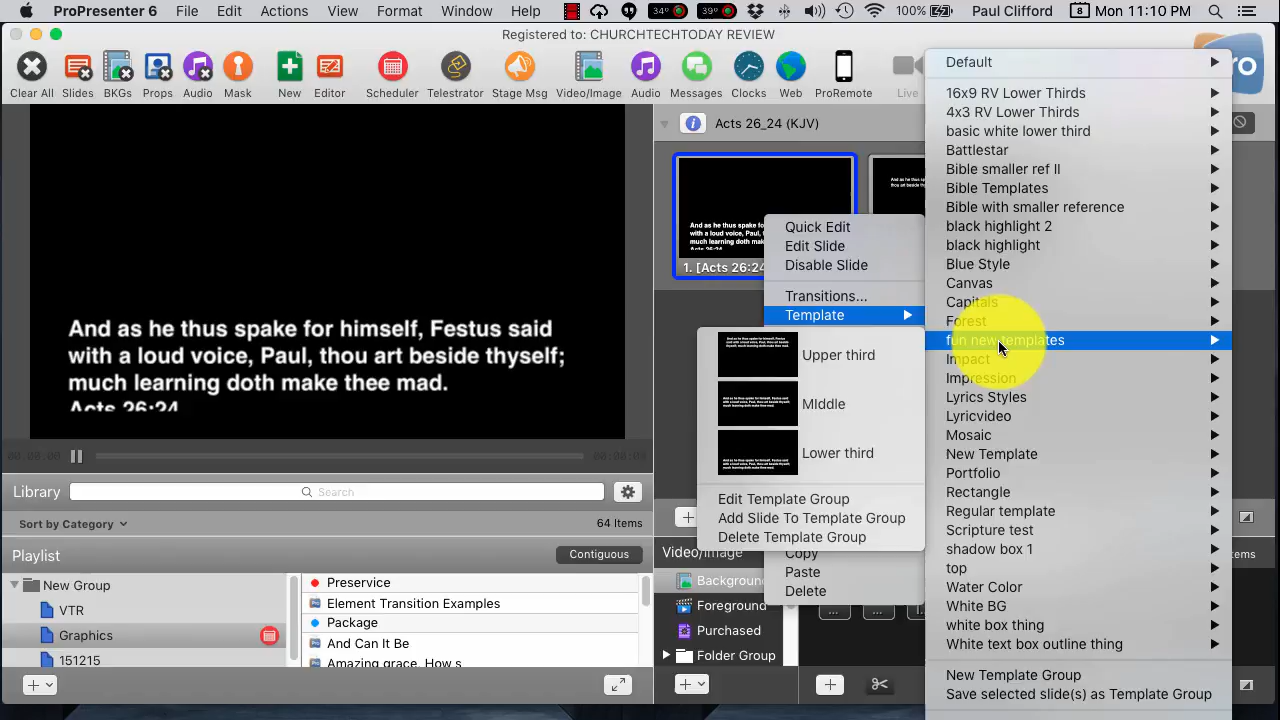 ProPresenter 6 File Edit Actions View Format Window Help 34° 39° 100% Paul Clifford 8 Mon 11:10 PM
Registered to: CHURCHTECHTODAY REVIEW
Clear All Slides BKGs Props Audio Mask New Editor Scheduler Telestrator Stage Msg Video/Image Audio Messages Clocks Web ProRemote Live
Acts 26_24 (KJV)
And as he thus spake for himself, Festus said
with a loud voice, Paul, thou art beside thyself;
much learning doth make thee mad.
Acts 26:24
1. [Acts 26:24
Quick Edit
Edit Slide
Disable Slide
Transitions...
Template
Copy
Paste
Delete
Upper third
MIddle
Lower third
Edit Template Group
Add Slide To Template Group
Delete Template Group
Default
16x9 RV Lower Thirds
4x3 RV Lower Thirds
basic white lower third
Battlestar
Bible smaller ref II
Bible Templates
Bible with smaller reference
black highlight 2
black highlight
Blue Style
Canvas
Capitals
Forest
fun new templates
Impact
Impression
Lyrics Styles
Lyricvideo
Mosaic
New Template
Portfolio
Rectangle
Regular template
Scripture test
shadow box 1
top
Water Color
White BG
white box thing
White text box outline thing
New Template Group
Save selected slide(s) as Template Group
Library Search
Sort by Category 64 Items
Playlist Contiguous
New Group
VTR
Graphics
151215
Preservice
Element Transition Examples
Package
And Can It Be
Amazing grace, How s
Video/Image
Background
Foreground
Purchased
Folder Group